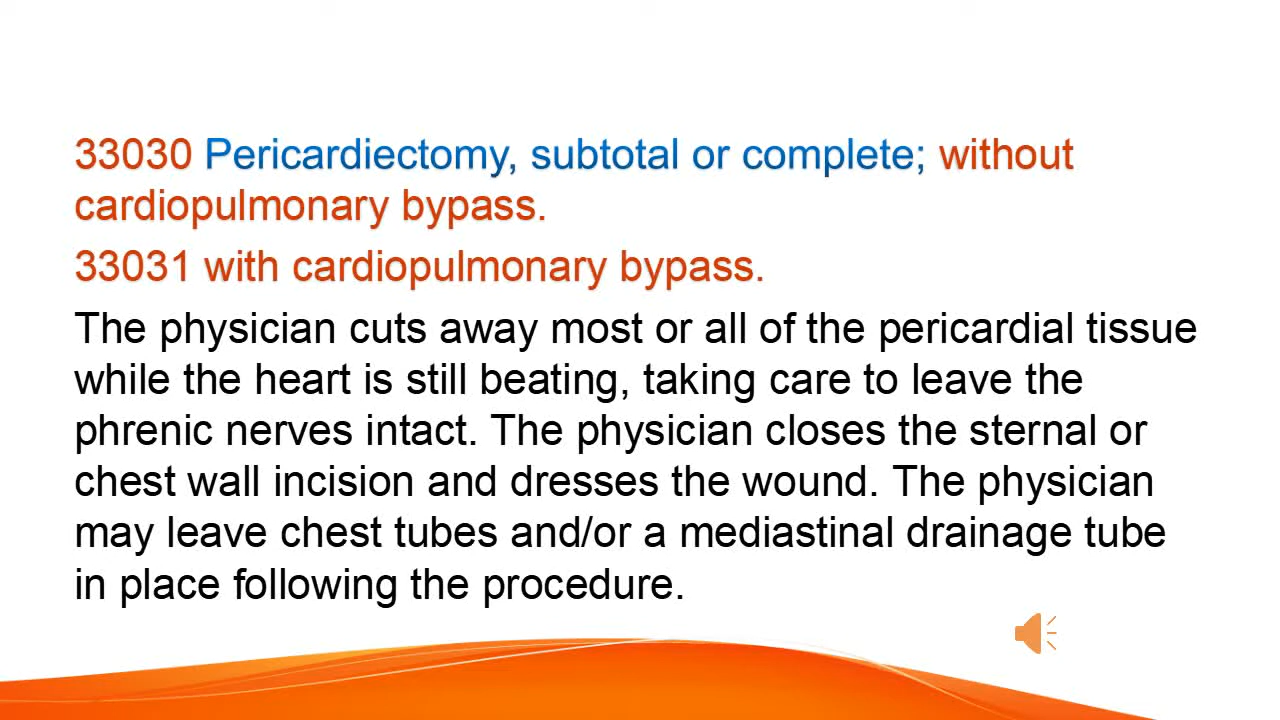 33030 Pericardiectomy, subtotal or complete; without
cardiopulmonary bypass.
33031 with cardiopulmonary bypass.
The physician cuts away most or all of the pericardial tissue
while the heart is still beating, taking care to leave the
phrenic nerves intact. The physician closes the sternal or
chest wall incision and dresses the wound. The physician
may leave chest tubes and/or a mediastinal drainage tube
in place following the procedure.